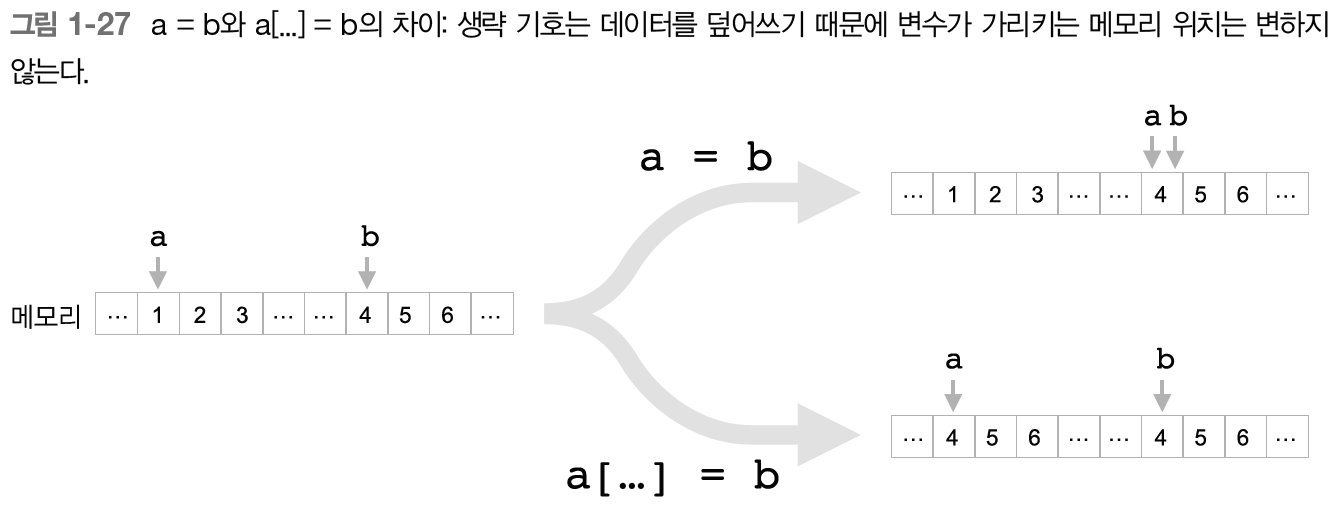 그림 1-27 a = b와 a[...] = b의 차이: 생략 기호는 데이터를 덮어쓰기 때문에 변수가 가리키는 메모리 위치는 변하지
않는다.
a b
a = b
… 1 2 3 … … 4 5 6 …
a b
메모리 … 1 2 3 … … 4 5 6 …
a b
… 4 5 6 … … 4 5 6 …
a[…] = b